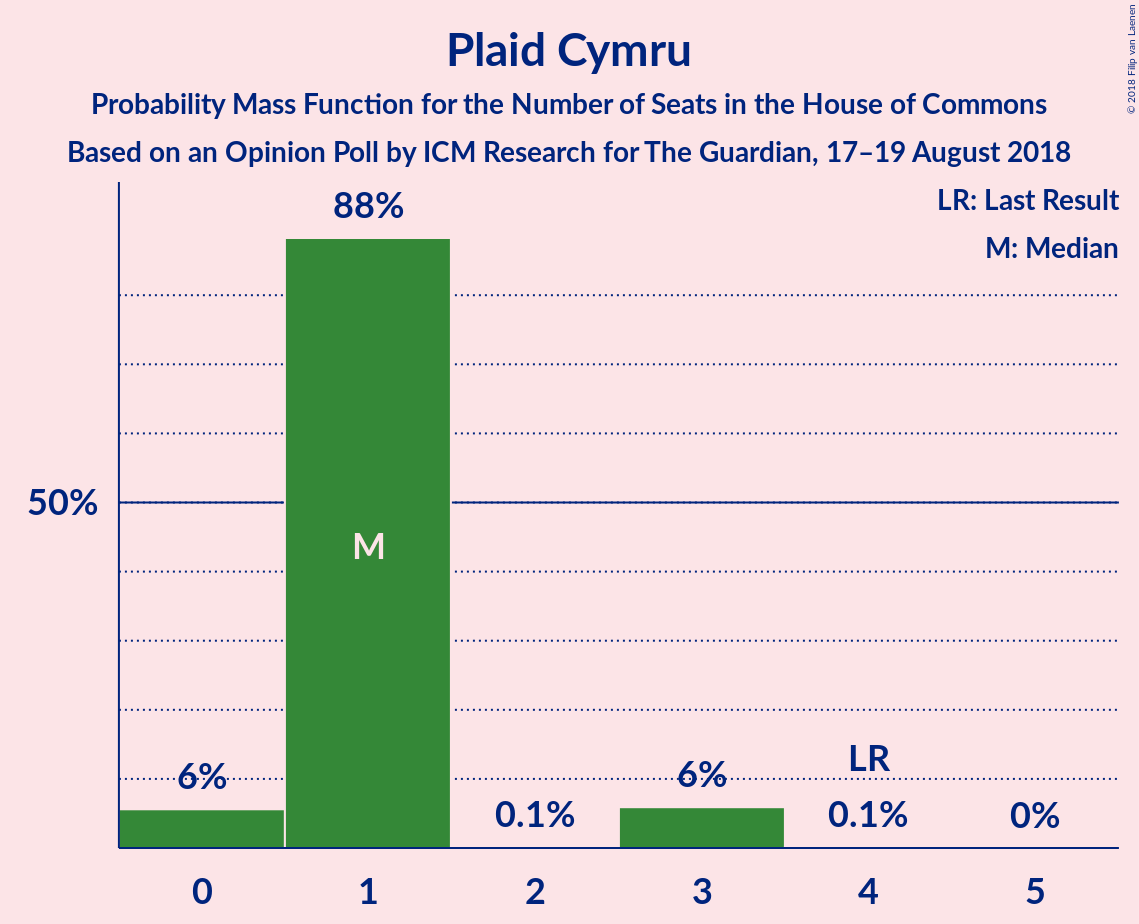 Plaid Cymru
Probability Mass Function for the Number of Seats in the House of Commons
Based on an Opinion Poll by ICM Research for The Guardian, 17–19 August 2018
© 2018 Filip van Laenen
LR: Last Result
M: Median
88%
50%
M
6%
0.1%
6%
LR
0.1%
0%
0 1 2 3 4 5